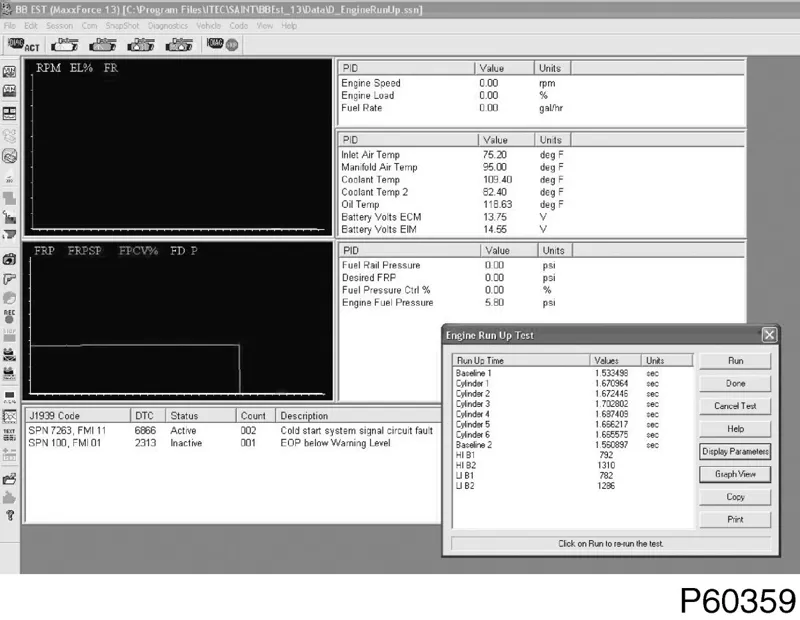 BB EST (MaxxForce 13) [C:\Program Files\ITEC\SAINT\BBEst_13\Data\D_EngineRunUp.ssn]
File Edit Session Com SnapShot Diagnostics Vehicle Code View Help
DIAG ACT DIAG
RPM EL% FR
PID Value Units
Engine Speed 0.00 rpm
Engine Load 0.00 %
Fuel Rate 0.00 gal/hr
PID Value Units
Inlet Air Temp 75.20 deg F
Manifold Air Temp 95.00 deg F
Coolant Temp 109.40 deg F
Coolant Temp 2 82.40 deg F
Oil Temp 118.63 deg F
Battery Volts ECM 13.75 V
Battery Volts EIM 14.55 V
FRP FRPSP FPCV% FD P
PID Value Units
Fuel Rail Pressure 0.00 psi
Desired FRP 0.00 psi
Fuel Pressure Ctrl % 0.00 %
Engine Fuel Pressure 5.80 psi
REC
TEXT
J1939 Code DTC Status Count Description
SPN 7263, FMI 11 6866 Active 002 Cold start system signal circuit fault
SPN 100, FMI 01 2313 Inactive 001 EOP below Warning Level
Engine Run Up Test
Run Up Time Values Units
Baseline 1 1.533498 sec
Cylinder 1 1.670964 sec
Cylinder 2 1.672446 sec
Cylinder 3 1.702802 sec
Cylinder 4 1.687409 sec
Cylinder 5 1.666217 sec
Cylinder 6 1.665575 sec
Baseline 2 1.560897 sec
HI B1 792
HI B2 1310
LI B1 782
LI B2 1286
Run
Done
Cancel Test
Help
Display Parameters
Graph View
Copy
Print
Click on Run to re-run the test.
P60359